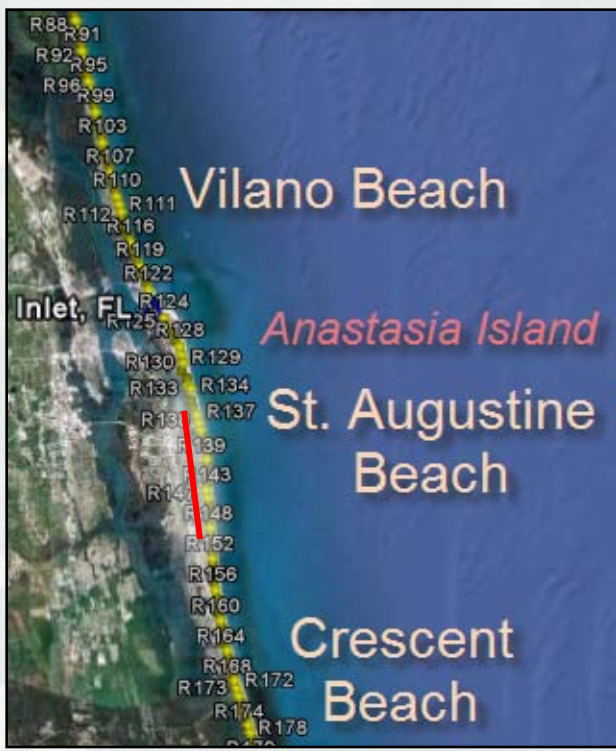 R88
R91
R92
R95
R96
R99
R103
R107
R110
R111
R112
R116
R119
R122
R124
R125
R128
R129
R130
R133
R134
R137
R139
R143
R147
R148
R152
R156
R160
R164
R168
R172
R173
R174
R178
Vilano Beach
Inlet, FL
Anastasia Island
St. Augustine
Beach
Crescent
Beach